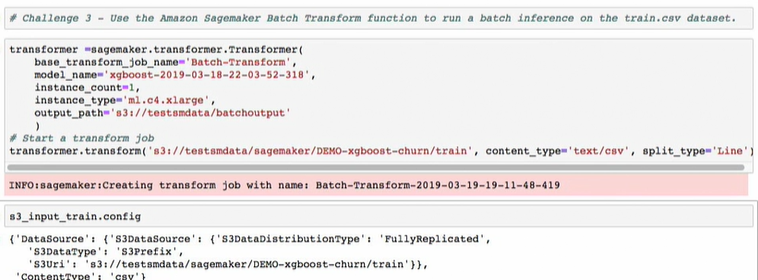 # Challenge 3 - Use the Amazon Sagemaker Batch Transform function to run a batch inference on the train.csv dataset.
transformer =sagemaker.transformer.Transformer(
    base_transform_job_name='Batch-Transform',
    model_name='xgboost-2019-03-18-22-03-52-318',
    instance_count=1,
    instance_type='ml.c4.xlarge',
    output_path='s3://testsmdata/batchoutput'
    )
# Start a transform job
transformer.transform('s3://testsmdata/sagemaker/DEMO-xgboost-churn/train', content_type='text/csv', split_type='Line')
INFO:sagemaker:Creating transform job with name: Batch-Transform-2019-03-19-19-11-48-419
s3_input_train.config
{'DataSource': {'S3DataSource': {'S3DataDistributionType': 'FullyReplicated',
   'S3DataType': 'S3Prefix',
   'S3Uri': 's3://testsmdata/sagemaker/DEMO-xgboost-churn/train'}},
 'ContentType': 'csv'}